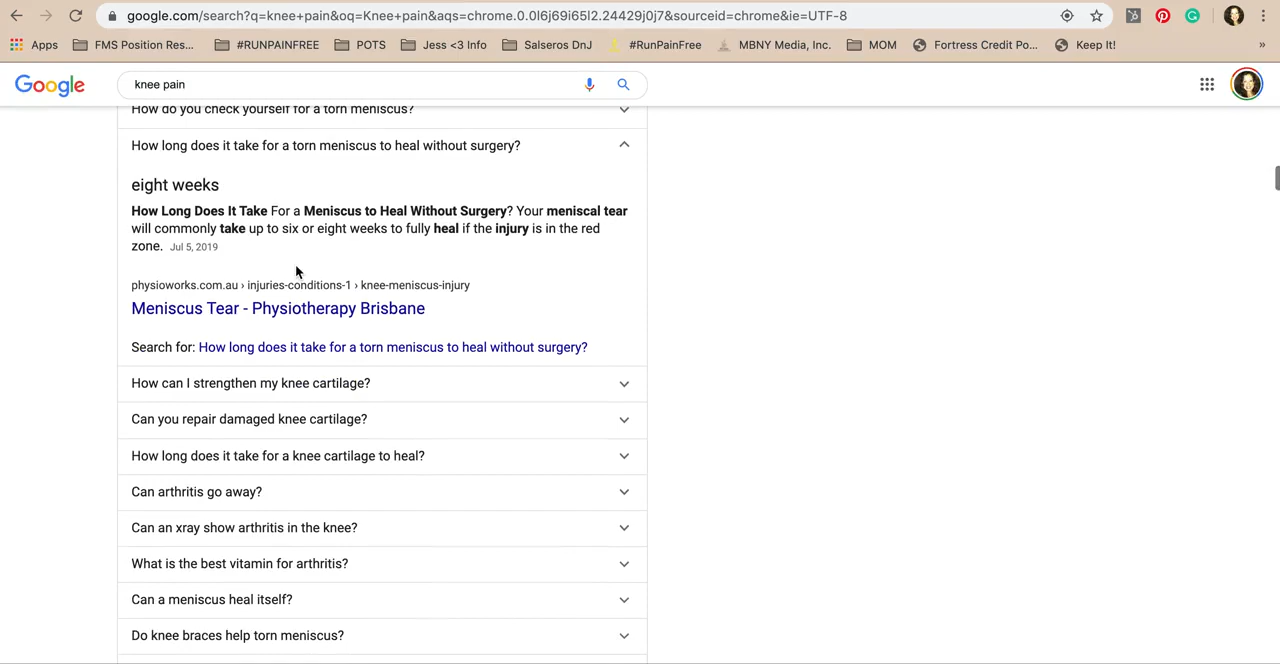 google.com/search?q=knee+pain&oq=Knee+pain&aqs=chrome.0.0l6j69i65l2.24429j0j7&sourceid=chrome&ie=UTF-8
Apps FMS Position Res... #RUNPAINFREE POTS Jess <3 Info Salseros DnJ #RunPainFree MBNY Media, Inc. MOM Fortress Credit Po... Keep It! »
Google knee pain
How do you check yourself for a torn meniscus?
How long does it take for a torn meniscus to heal without surgery?
eight weeks
How Long Does It Take For a Meniscus to Heal Without Surgery? Your meniscal tear
will commonly take up to six or eight weeks to fully heal if the injury is in the red
zone. Jul 5, 2019
physioworks.com.au › injuries-conditions-1 › knee-meniscus-injury
Meniscus Tear - Physiotherapy Brisbane
Search for: How long does it take for a torn meniscus to heal without surgery?
How can I strengthen my knee cartilage?
Can you repair damaged knee cartilage?
How long does it take for a knee cartilage to heal?
Can arthritis go away?
Can an xray show arthritis in the knee?
What is the best vitamin for arthritis?
Can a meniscus heal itself?
Do knee braces help torn meniscus?